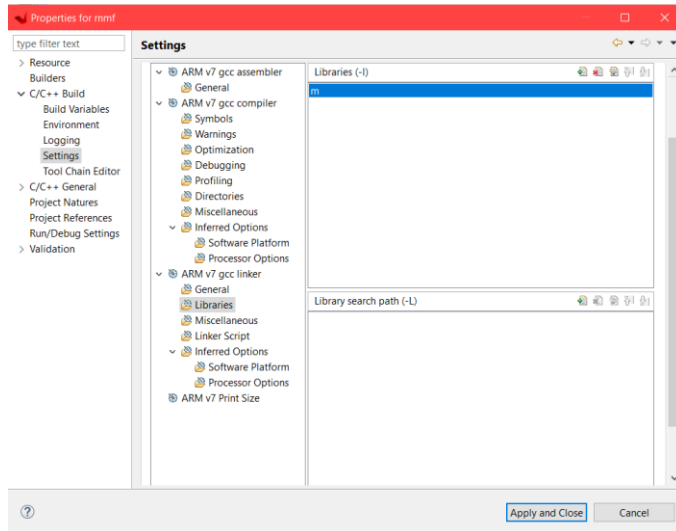 Properties for mmf
type filter text
Resource
Builders
C/C++ Build
Build Variables
Environment
Logging
Settings
Tool Chain Editor
C/C++ General
Project Natures
Project References
Run/Debug Settings
Validation
Settings
ARM v7 gcc assembler
General
ARM v7 gcc compiler
Symbols
Warnings
Optimization
Debugging
Profiling
Directories
Miscellaneous
Inferred Options
Software Platform
Processor Options
ARM v7 gcc linker
General
Libraries
Miscellaneous
Linker Script
Inferred Options
Software Platform
Processor Options
ARM v7 Print Size
Libraries (-l)
m
Library search path (-L)
Apply and Close
Cancel